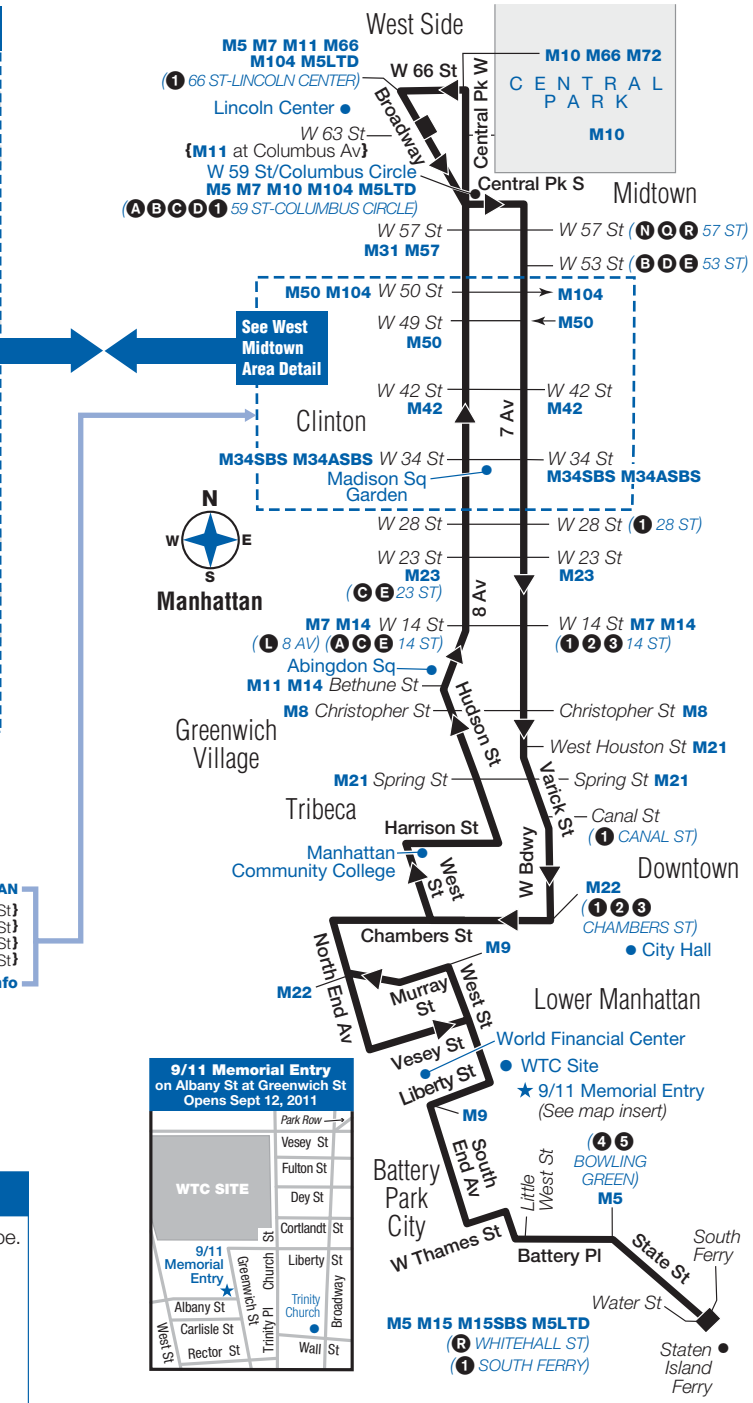 West Side
M5 M7 M11 M66
M104 M5LTD
(1 66 ST-LINCOLN CENTER)
W 66 St
M10 M66 M72
CENTRAL
PARK
M10
Lincoln Center
Broadway
Central Pk W
W 63 St
{M11 at Columbus Av}
W 59 St/Columbus Circle
M5 M7 M10 M104 M5LTD
(A B C D 1 59 ST-COLUMBUS CIRCLE)
Central Pk S
Midtown
W 57 St
M31 M57
W 57 St (N Q R 57 ST)
W 53 St (B D E 53 ST)
M50 M104 W 50 St
M104
See West
Midtown
Area Detail
W 49 St
M50
M50
W 42 St
M42
W 42 St
M42
Clinton
7 Av
M34SBS M34ASBS W 34 St
W 34 St
M34SBS M34ASBS
Madison Sq
Garden
N
W E
S
Manhattan
W 28 St
W 28 St (1 28 ST)
W 23 St
M23
(C E 23 ST)
W 23 St
M23
8 Av
M7 M14 W 14 St
(L 8 AV) (A C E 14 ST)
W 14 St M7 M14
(1 2 3 14 ST)
Abingdon Sq
M11 M14 Bethune St
M8 Christopher St
Christopher St M8
Hudson St
Greenwich
Village
West Houston St M21
M21 Spring St
Spring St M21
Varick St
Tribeca
Canal St
(1 CANAL ST)
Harrison St
W Bdwy
Manhattan
Community College
West St
Downtown
AN
St}
St}
St}
St}
nfo
M22
(1 2 3
CHAMBERS ST)
City Hall
Chambers St
North End Av
M9
M22
Murray St
West St
Lower Manhattan
Vesey St
World Financial Center
Liberty St
WTC Site
9/11 Memorial Entry
(See map insert)
M9
South End Av
Battery
Park
City
Little West St
(4 5
BOWLING
GREEN)
M5
W Thames St
Battery Pl
State St
South
Ferry
Water St
M5 M15 M15SBS M5LTD
(R WHITEHALL ST)
(1 SOUTH FERRY)
Staten
Island
Ferry
9/11 Memorial Entry
on Albany St at Greenwich St
Opens Sept 12, 2011
Park Row
Vesey St
Fulton St
WTC SITE
Dey St
Cortlandt St
9/11
Memorial
Entry
Greenwich St
Church St
Liberty St
Broadway
Trinity
Church
Albany St
Carlisle St
Trinity Pl
West St
Rector St
Wall St
pe.